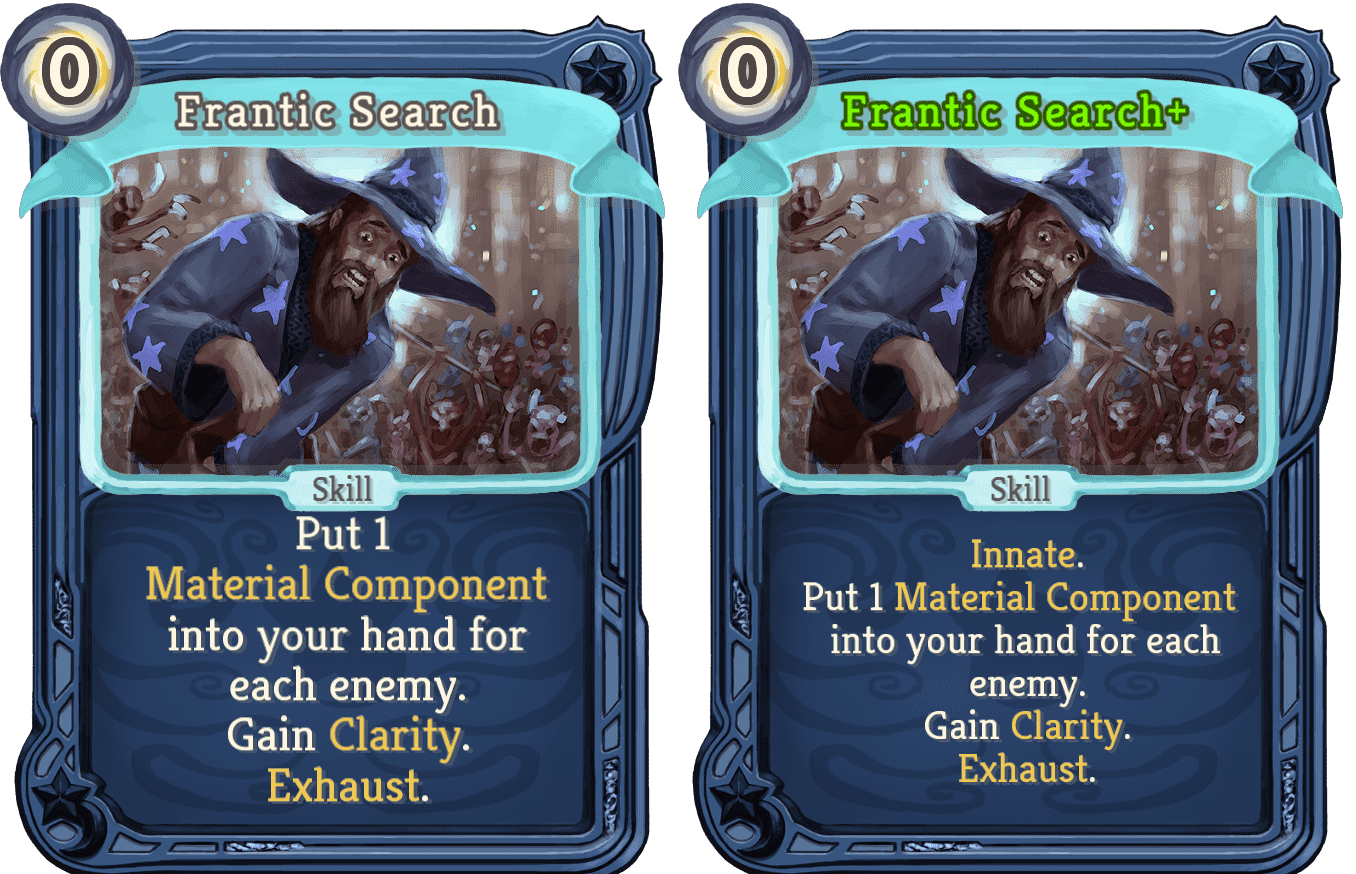 0
Frantic Search
Skill
Put 1
Material Component
into your hand for
each enemy.
Gain Clarity.
Exhaust.
0
Frantic Search+
Skill
Innate.
Put 1 Material Component
into your hand for each
enemy.
Gain Clarity.
Exhaust.